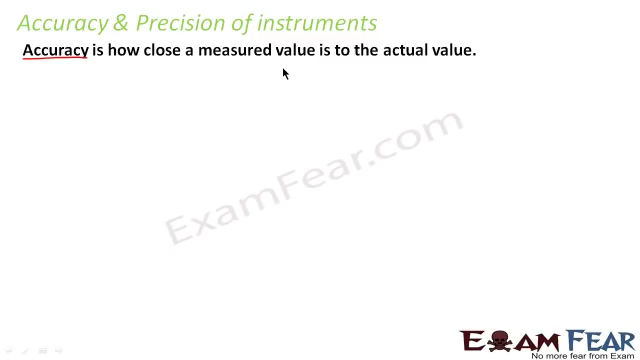 Accuracy & Precision of instruments
Accuracy is how close a measured value is to the actual value.
ExamFear.com
EXAM FEAR
No more fear from Exam